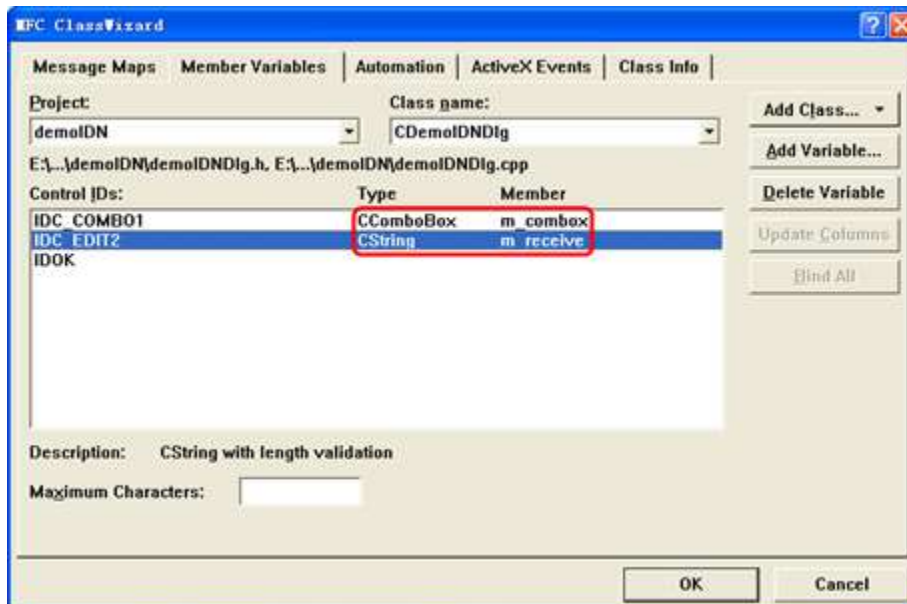 MFC ClassWizard
Message Maps Member Variables Automation ActiveX Events Class Info
Project: Class name:
demoIDN CDemoIDNDlg
Add Class...
E:\...\demoIDN\demoIDNDlg.h, E:\...\demoIDN\demoIDNDlg.cpp
Add Variable...
Control IDs: Type Member
Delete Variable
IDC_COMBO1 CComboBox m_combox
IDC_EDIT2 CString m_receive
Update Columns
IDOK
Bind All
Description: CString with length validation
Maximum Characters:
OK Cancel